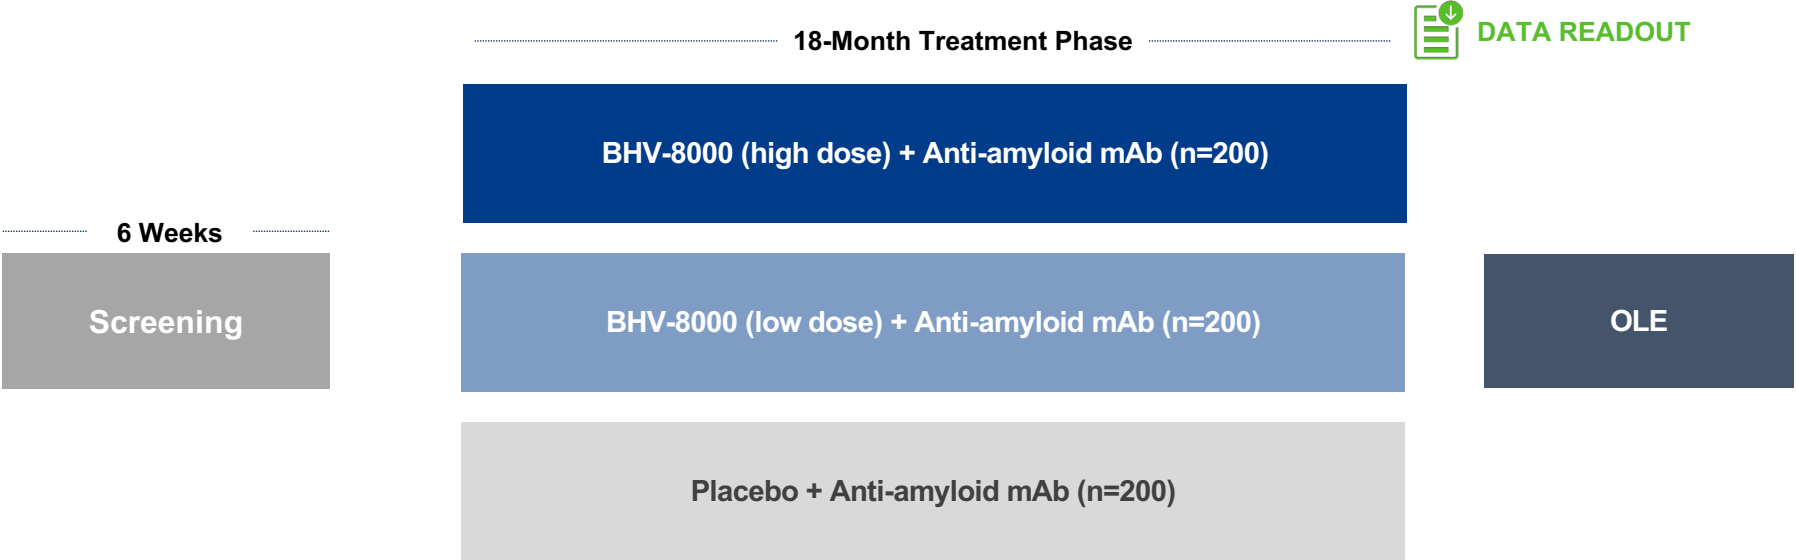 18-Month Treatment Phase
DATA READOUT
BHV-8000 (high dose) + Anti-amyloid mAb (n=200)
6 Weeks
Screening
BHV-8000 (low dose) + Anti-amyloid mAb (n=200)
OLE
Placebo + Anti-amyloid mAb (n=200)